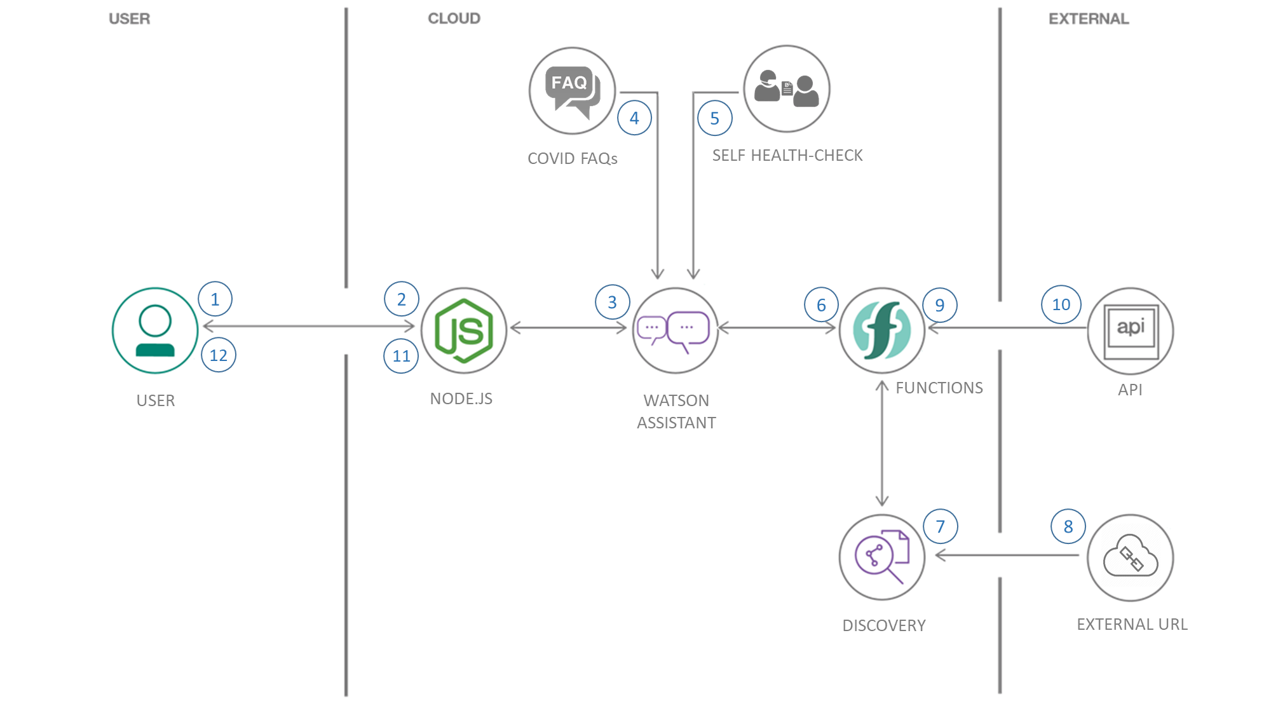 USER
CLOUD
EXTERNAL
FAQ
4
5
COVID FAQs
SELF HEALTH-CHECK
1
2
3
6
9
10
JS
api
12
11
USER
NODE.JS
WATSON
ASSISTANT
FUNCTIONS
API
7
8
DISCOVERY
EXTERNAL URL